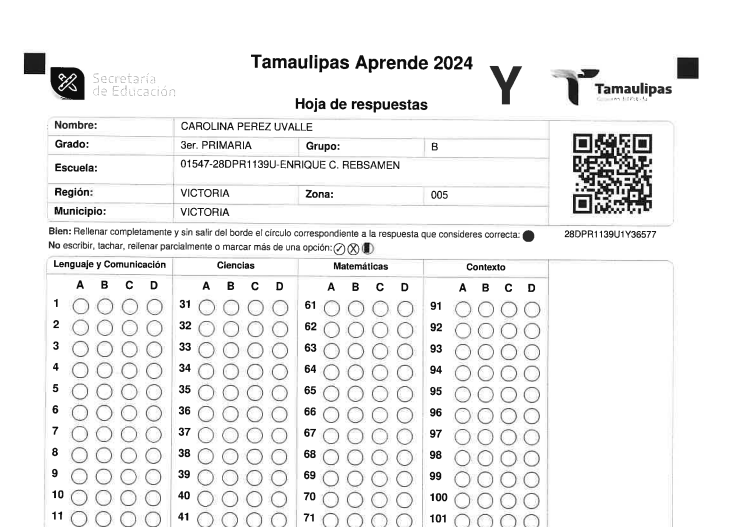 Tamaulipas Aprende 2024
Y
Secretaría
de Educación
Tamaulipas
Hoja de respuestas
Nombre: CAROLINA PEREZ UVALLE
Grado: 3er. PRIMARIA Grupo: B
Escuela: 01547-28DPR1139U-ENRIQUE C. REBSAMEN
Región: VICTORIA Zona: 005
Municipio: VICTORIA
Bien: Rellenar completamente y sin salir del borde el círculo correspondiente a la respuesta que consideres correcta:
28DPR1139U1Y36577
No escribir, tachar, rellenar parcialmente o marcar más de una opción:
Lenguaje y Comunicación Ciencias Matemáticas Contexto
A B C D A B C D A B C D A B C D
1 31 61 91
2 32 62 92
3 33 63 93
4 34 64 94
5 35 65 95
6 36 66 96
7 37 67 97
8 38 68 98
9 39 69 99
10 40 70 100
11 41 71 101